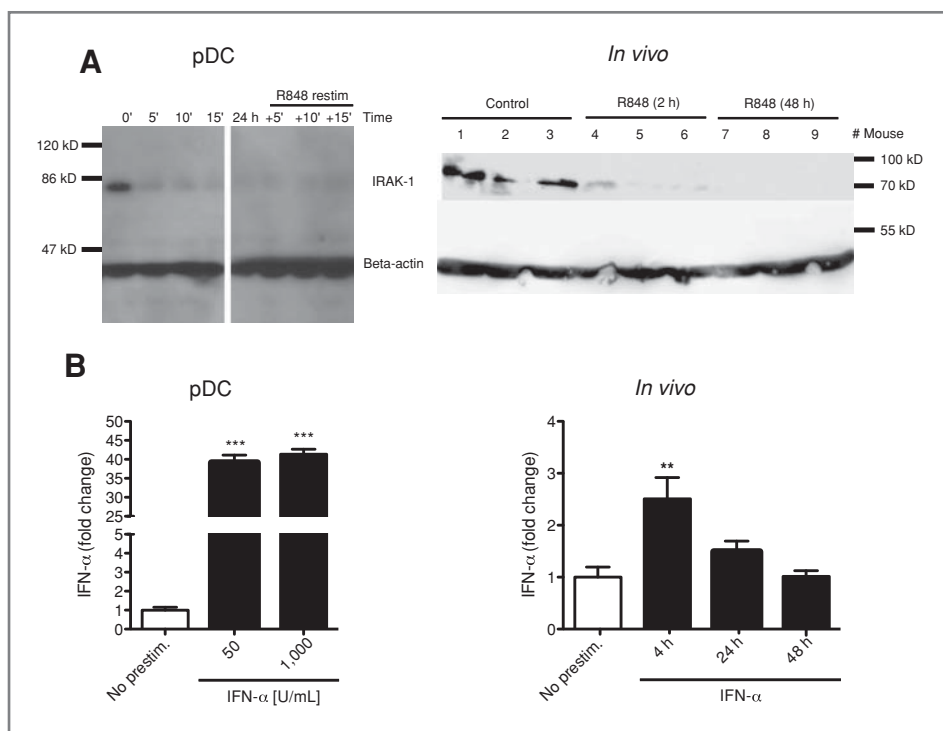 A
pDC
R848 restim
0' 5' 10' 15' 24 h +5' +10' +15' Time
120 kD
86 kD
IRAK-1
47 kD
Beta-actin
In vivo
Control R848 (2 h) R848 (48 h)
1 2 3 4 5 6 7 8 9 # Mouse
100 kD
70 kD
55 kD
B
pDC
IFN-α (fold change)
50
45
40
35
30
25
5
4
3
2
1
0
*** ***
No prestim. 50 1,000
IFN-α [U/mL]
In vivo
IFN-α (fold change)
4
3
2
1
0
**
No prestim. 4 h 24 h 48 h
IFN-α